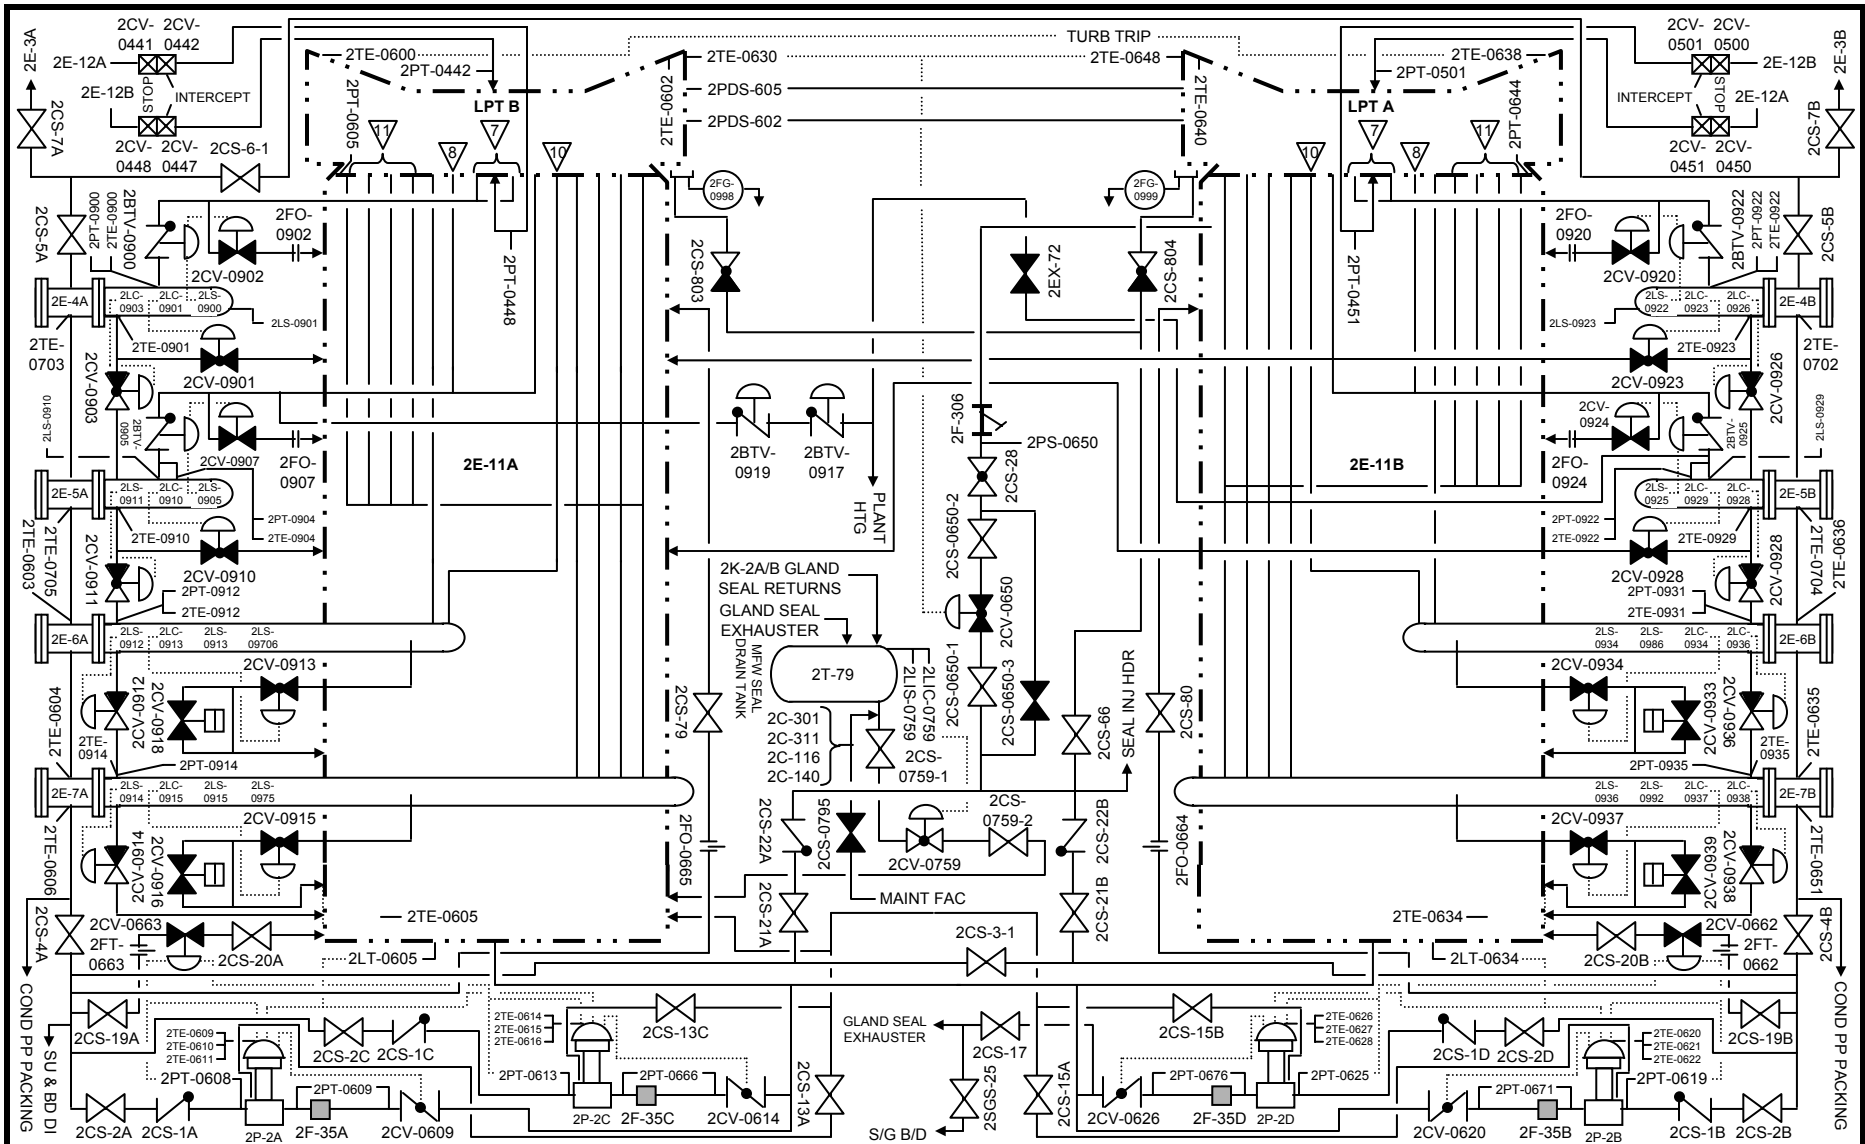 2E-3A
2CS-7A
2CV-
0441
2CV-
0442
2E-12A
2E-12B
STOP
INTERCEPT
2CV-
0448
2CV-
0447
2CS-6-1
2TE-0600
2PT-0442
2PT-0605
LPT B
11
8
7
10
2TE-0602
2TE-0630
2PDS-605
2PDS-602
TURB TRIP
2TE-0648
2TE-0640
2TE-0638
2PT-0501
LPT A
10
7
8
11
2PT-0644
2CV-
0501
2CV-
0500
2E-12B
INTERCEPT
STOP
2E-12A
2CV-
0451
2CV-
0450
2E-3B
2CS-7B
2CS-5A
2PT-0900
2TE-0900
2BTV-0900
2FO-
0902
2CV-0902
2PT-0448
2FG-
0998
2CS-803
2EX-72
2FG-
0999
2CS-804
2PT-0451
2FO-
0920
2CV-0920
2BTV-0922
2PT-0922
2TE-0922
2CS-5B
2E-4A
2LC-
0903
2LC-
0901
2LS-
0900
2LS-0901
2TE-
0703
2TE-0901
2CV-0901
2CV-0903
2LS-
0922
2LC-
0923
2LC-
0926
2E-4B
2LS-0923
2TE-0923
2CV-0923
2TE-
0702
2CV-0926
2LS-0910
2BTV-
0905
2CV-0907
2FO-
0907
2E-11A
2BTV-
0919
2BTV-
0917
PLANT
HTG
2F-306
2PS-0650
2CS-28
2CS-0650-2
2E-11B
2CV-
0924
2FO-
0924
2BTV-
0925
2LS-0929
2E-5A
2LS-
0911
2LC-
0910
2LS-
0905
2PT-0904
2TE-0904
2TE-0910
2CV-0910
2TE-0603
2TE-0705
2CV-0911
2PT-0912
2TE-0912
2LS-
0925
2LC-
0929
2LC-
0928
2E-5B
2PT-0922
2TE-0922
2TE-0929
2CV-0928
2CV-0928
2TE-0704
2TE-0636
2PT-0931
2TE-0931
2K-2A/B GLAND
SEAL RETURNS
GLAND SEAL
EXHAUSTER
MFW SEAL
DRAN TANK
2T-79
2LIS-0759
2LIC-0759
2CV-0650
2CS-0650-1
2CS-0650-3
2E-6A
2LS-
0912
2LC-
0913
2LS-
0913
2LS-
09706
2CV-0913
2CV-0912
2CV-0918
2TE-0604
2TE-
0914
2PT-0914
2LS-
0934
2LS-
0986
2LC-
0934
2LC-
0936
2E-6B
2CV-0934
2CV-0933
2CV-0936
2TE-0635
2TE-
0935
2PT-0935
2CS-79
2C-301
2C-311
2C-116
2C-140
2CS-
0759-1
2CS-66
SEAL INJ HDR
2CS-80
2E-7A
2LS-
0914
2LC-
0915
2LS-
0915
2LS-
0975
2CV-0915
2CV-0914
2CV-0916
2TE-0606
2LS-
0936
2LS-
0992
2LC-
0937
2LC-
0938
2E-7B
2CV-0937
2CV-0939
2CV-0938
2TE-0651
2FO-0665
2CS-22A
2CS-0795
2CV-0759
2CS-
0759-2
2CS-22B
2FO-0664
MAINT FAC
2CS-21A
2CS-21B
2CS-4A
2CV-0663
2FT-
0663
2CS-20A
2TE-0605
2LT-0605
2CS-3-1
2TE-0634
2LT-0634
2CS-20B
2CV-0662
2FT-
0662
2CS-4B
COND PP PACKING
SU & BD DI
2CS-19A
2TE-0609
2TE-0610
2TE-0611
2CS-2C
2CS-1C
2TE-0614
2TE-0615
2TE-0616
2CS-13C
GLAND SEAL
EXHAUSTER
2CS-17
2CS-15B
2TE-0626
2TE-0627
2TE-0628
2CS-1D
2CS-2D
2TE-0620
2TE-0621
2TE-0622
2CS-19B
COND PP PACKING
2PT-0608
2PT-0609
2PT-0613
2PT-0666
2PT-0676
2PT-0625
2PT-0671
2PT-0619
2CS-2A
2CS-1A
2P-2A
2F-35A
2CV-0609
2P-2C
2F-35C
2CV-0614
2CS-13A
2SGS-25
S/G B/D
2CS-15A
2CV-0626
2F-35D
2P-2D
2CV-0620
2F-35B
2P-2B
2CS-1B
2CS-2B